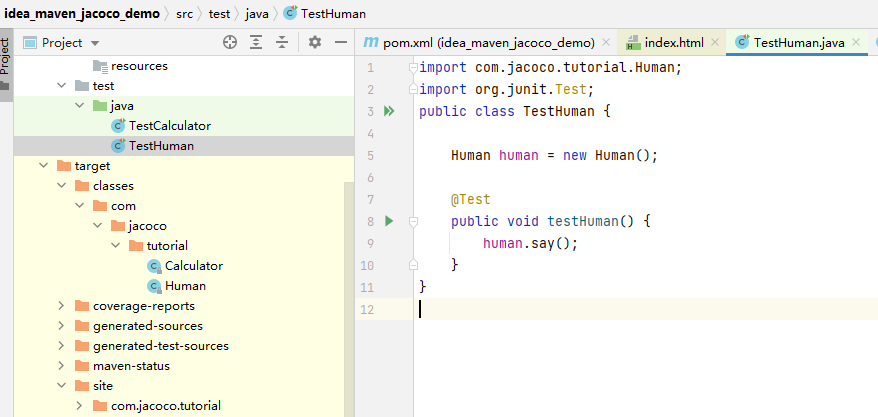 idea_maven_jacoco_demo > src > test > java > TestHuman
Project
Project
resources
test
java
TestCalculator
TestHuman
target
classes
com
jacoco
tutorial
Calculator
Human
coverage-reports
generated-sources
generated-test-sources
maven-status
site
com.jacoco.tutorial
pom.xml (idea_maven_jacoco_demo) × index.html × TestHuman.java ×
1 import com.jacoco.tutorial.Human;
2 import org.junit.Test;
3 public class TestHuman {
4
5 Human human = new Human();
6
7 @Test
8 public void testHuman() {
9 human.say();
10 }
11 }
12